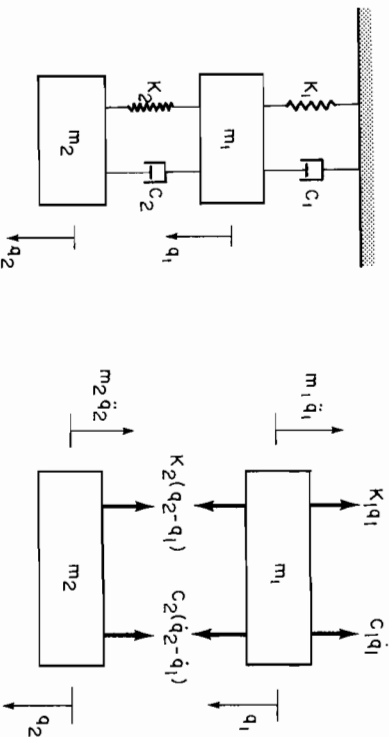 K₁
C₁
m₁
q₁
K₂
C₂
m₂
q₂
K₁q₁
C₁q̇₁
m₁q̈₁
m₁
q₁
K₂(q₂-q₁)
C₂(q̇₂-q̇₁)
m₂q̈₂
m₂
q₂